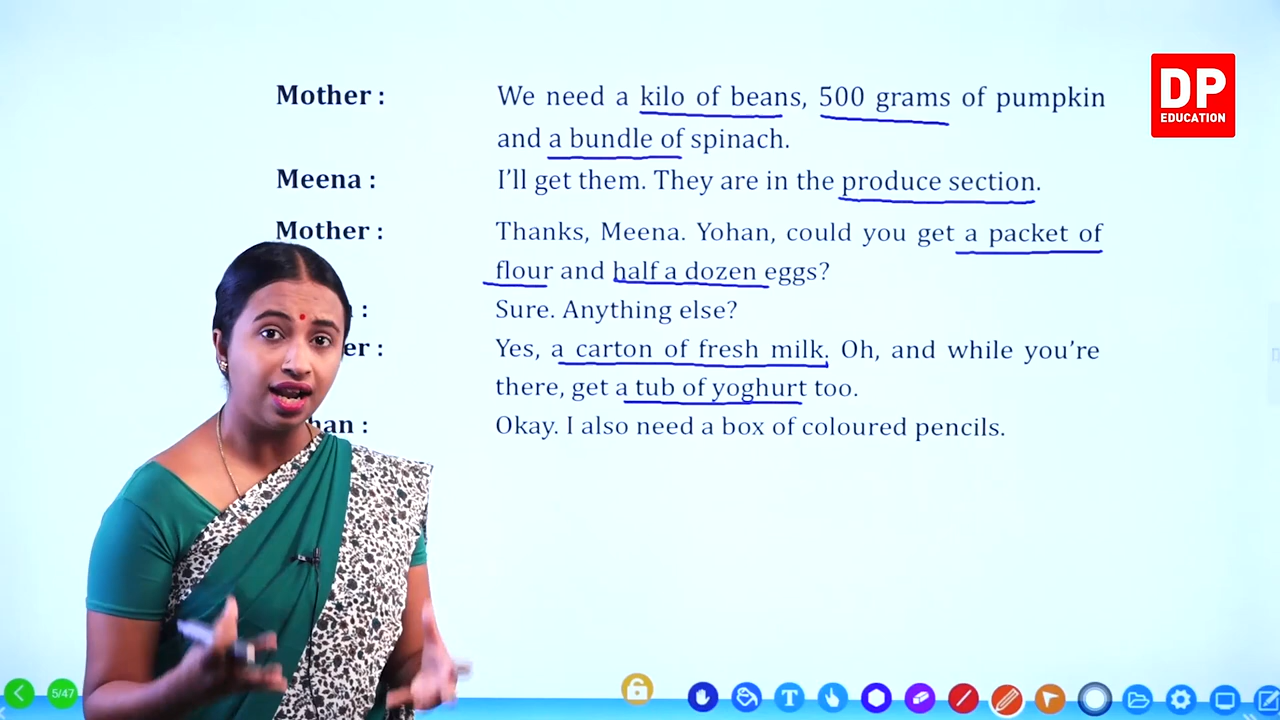 DP
EDUCATION
Mother : We need a kilo of beans, 500 grams of pumpkin
and a bundle of spinach.
Meena : I’ll get them. They are in the produce section.
Mother : Thanks, Meena. Yohan, could you get a packet of
flour and half a dozen eggs?
: Sure. Anything else?
er : Yes, a carton of fresh milk. Oh, and while you’re
there, get a tub of yoghurt too.
han : Okay. I also need a box of coloured pencils.
5/47
T